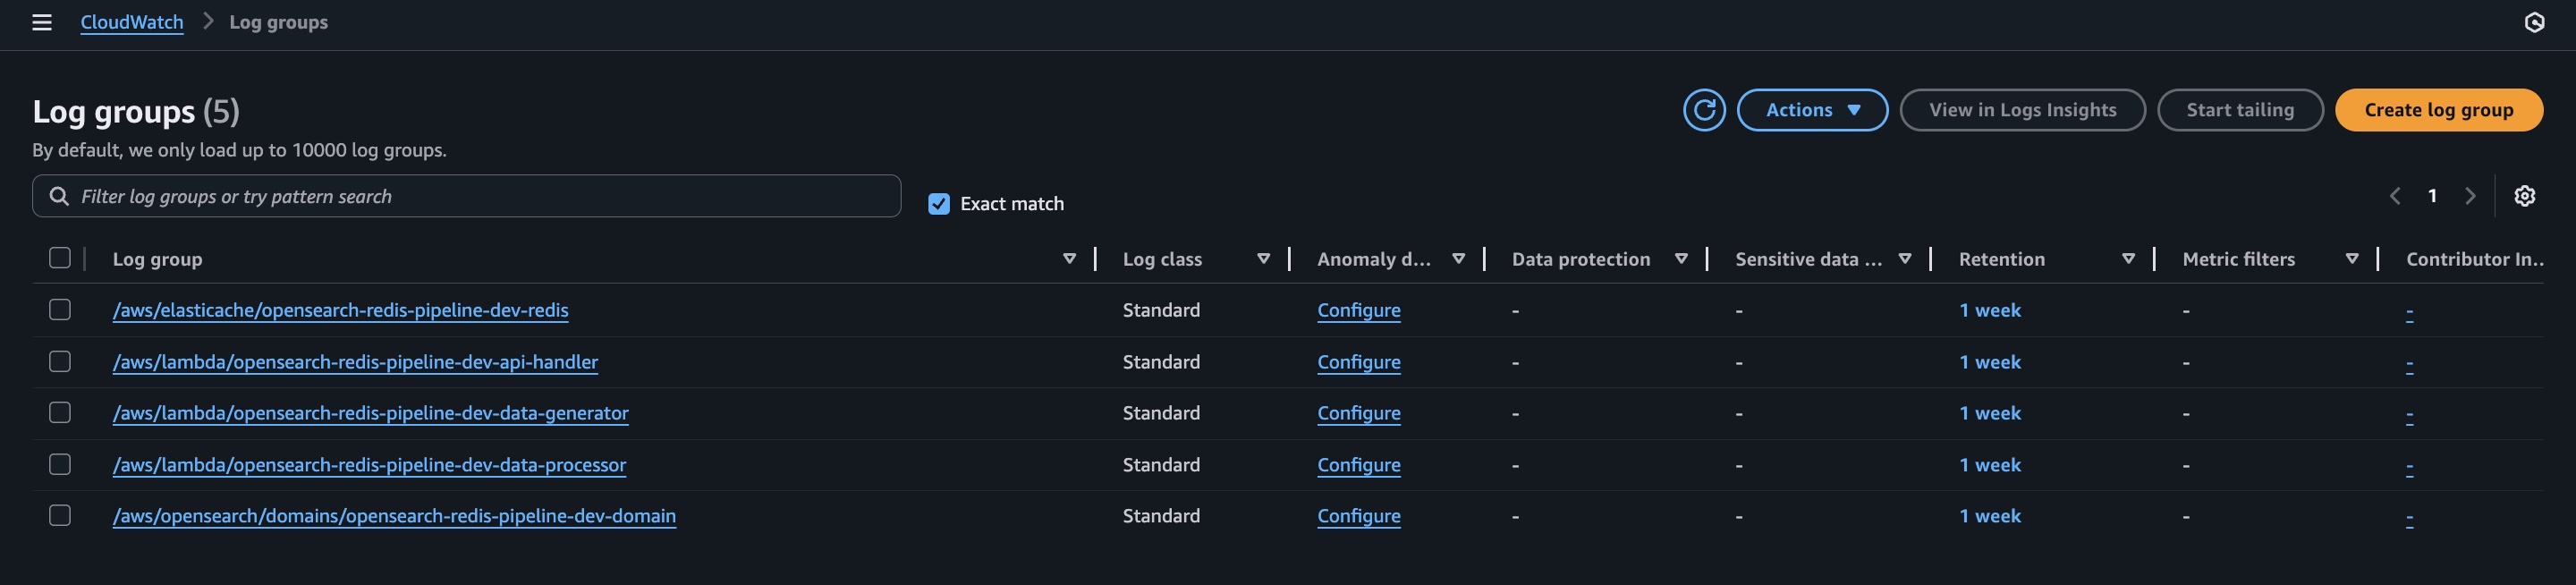 CloudWatch > Log groups
Log groups (5)
By default, we only load up to 10000 log groups.
Actions
View in Logs Insights
Start tailing
Create log group
Filter log groups or try pattern search
Exact match
1
Log group Log class Anomaly d... Data protection Sensitive data ... Retention Metric filters Contributor In..
/aws/elasticache/opensearch-redis-pipeline-dev-redis Standard Configure - - 1 week - -
/aws/lambda/opensearch-redis-pipeline-dev-api-handler Standard Configure - - 1 week - -
/aws/lambda/opensearch-redis-pipeline-dev-data-generator Standard Configure - - 1 week - -
/aws/lambda/opensearch-redis-pipeline-dev-data-processor Standard Configure - - 1 week - -
/aws/opensearch/domains/opensearch-redis-pipeline-dev-domain Standard Configure - - 1 week - -